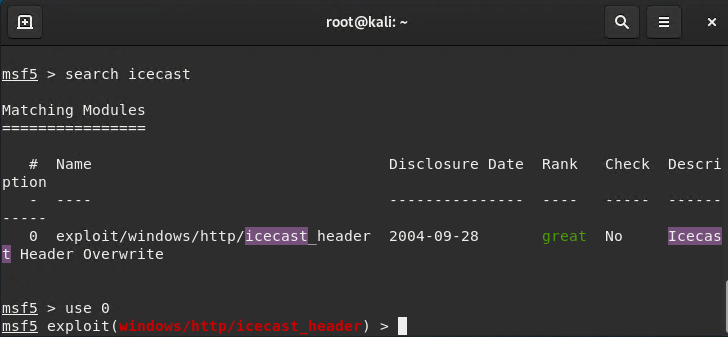 root@kali: ~
msf5 > search icecast
Matching Modules
================
#  Name                                 Disclosure Date  Rank   Check  Descri
ption
-  ----                                 ---------------  ----   -----  ------
-----
0  exploit/windows/http/icecast_header  2004-09-28       great  No     Icecas
t Header Overwrite
msf5 > use 0
msf5 exploit(windows/http/icecast_header) >